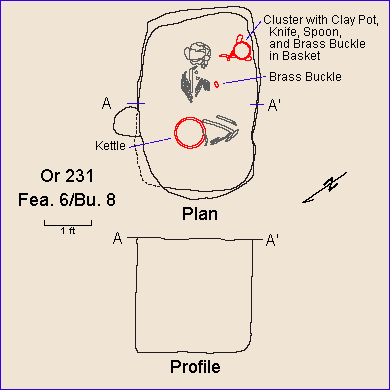 Cluster with Clay Pot,
Knife, Spoon,
and Brass Buckle
in Basket
Brass Buckle
A A'
Kettle
Or 231
Fea. 6/Bu. 8
1 ft
Plan
A A'
Profile